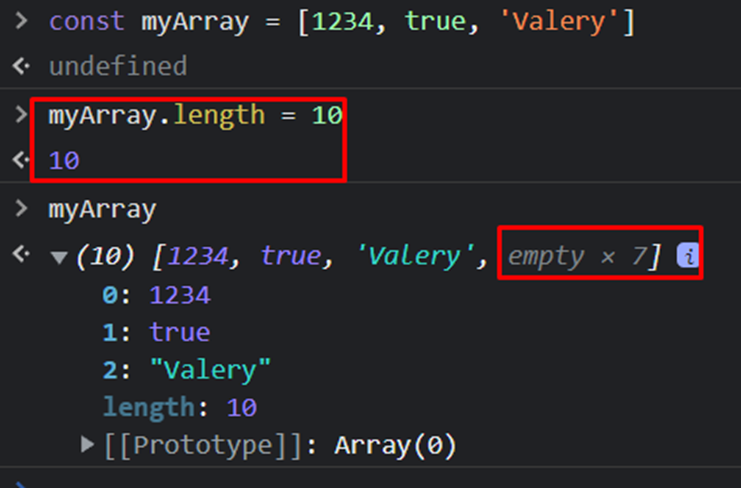 > const myArray = [1234, true, 'Valery']
undefined
> myArray.length = 10
10
> myArray
(10) [1234, true, 'Valery', empty × 7] i
0: 1234
1: true
2: "Valery"
length: 10
[[Prototype]]: Array(0)